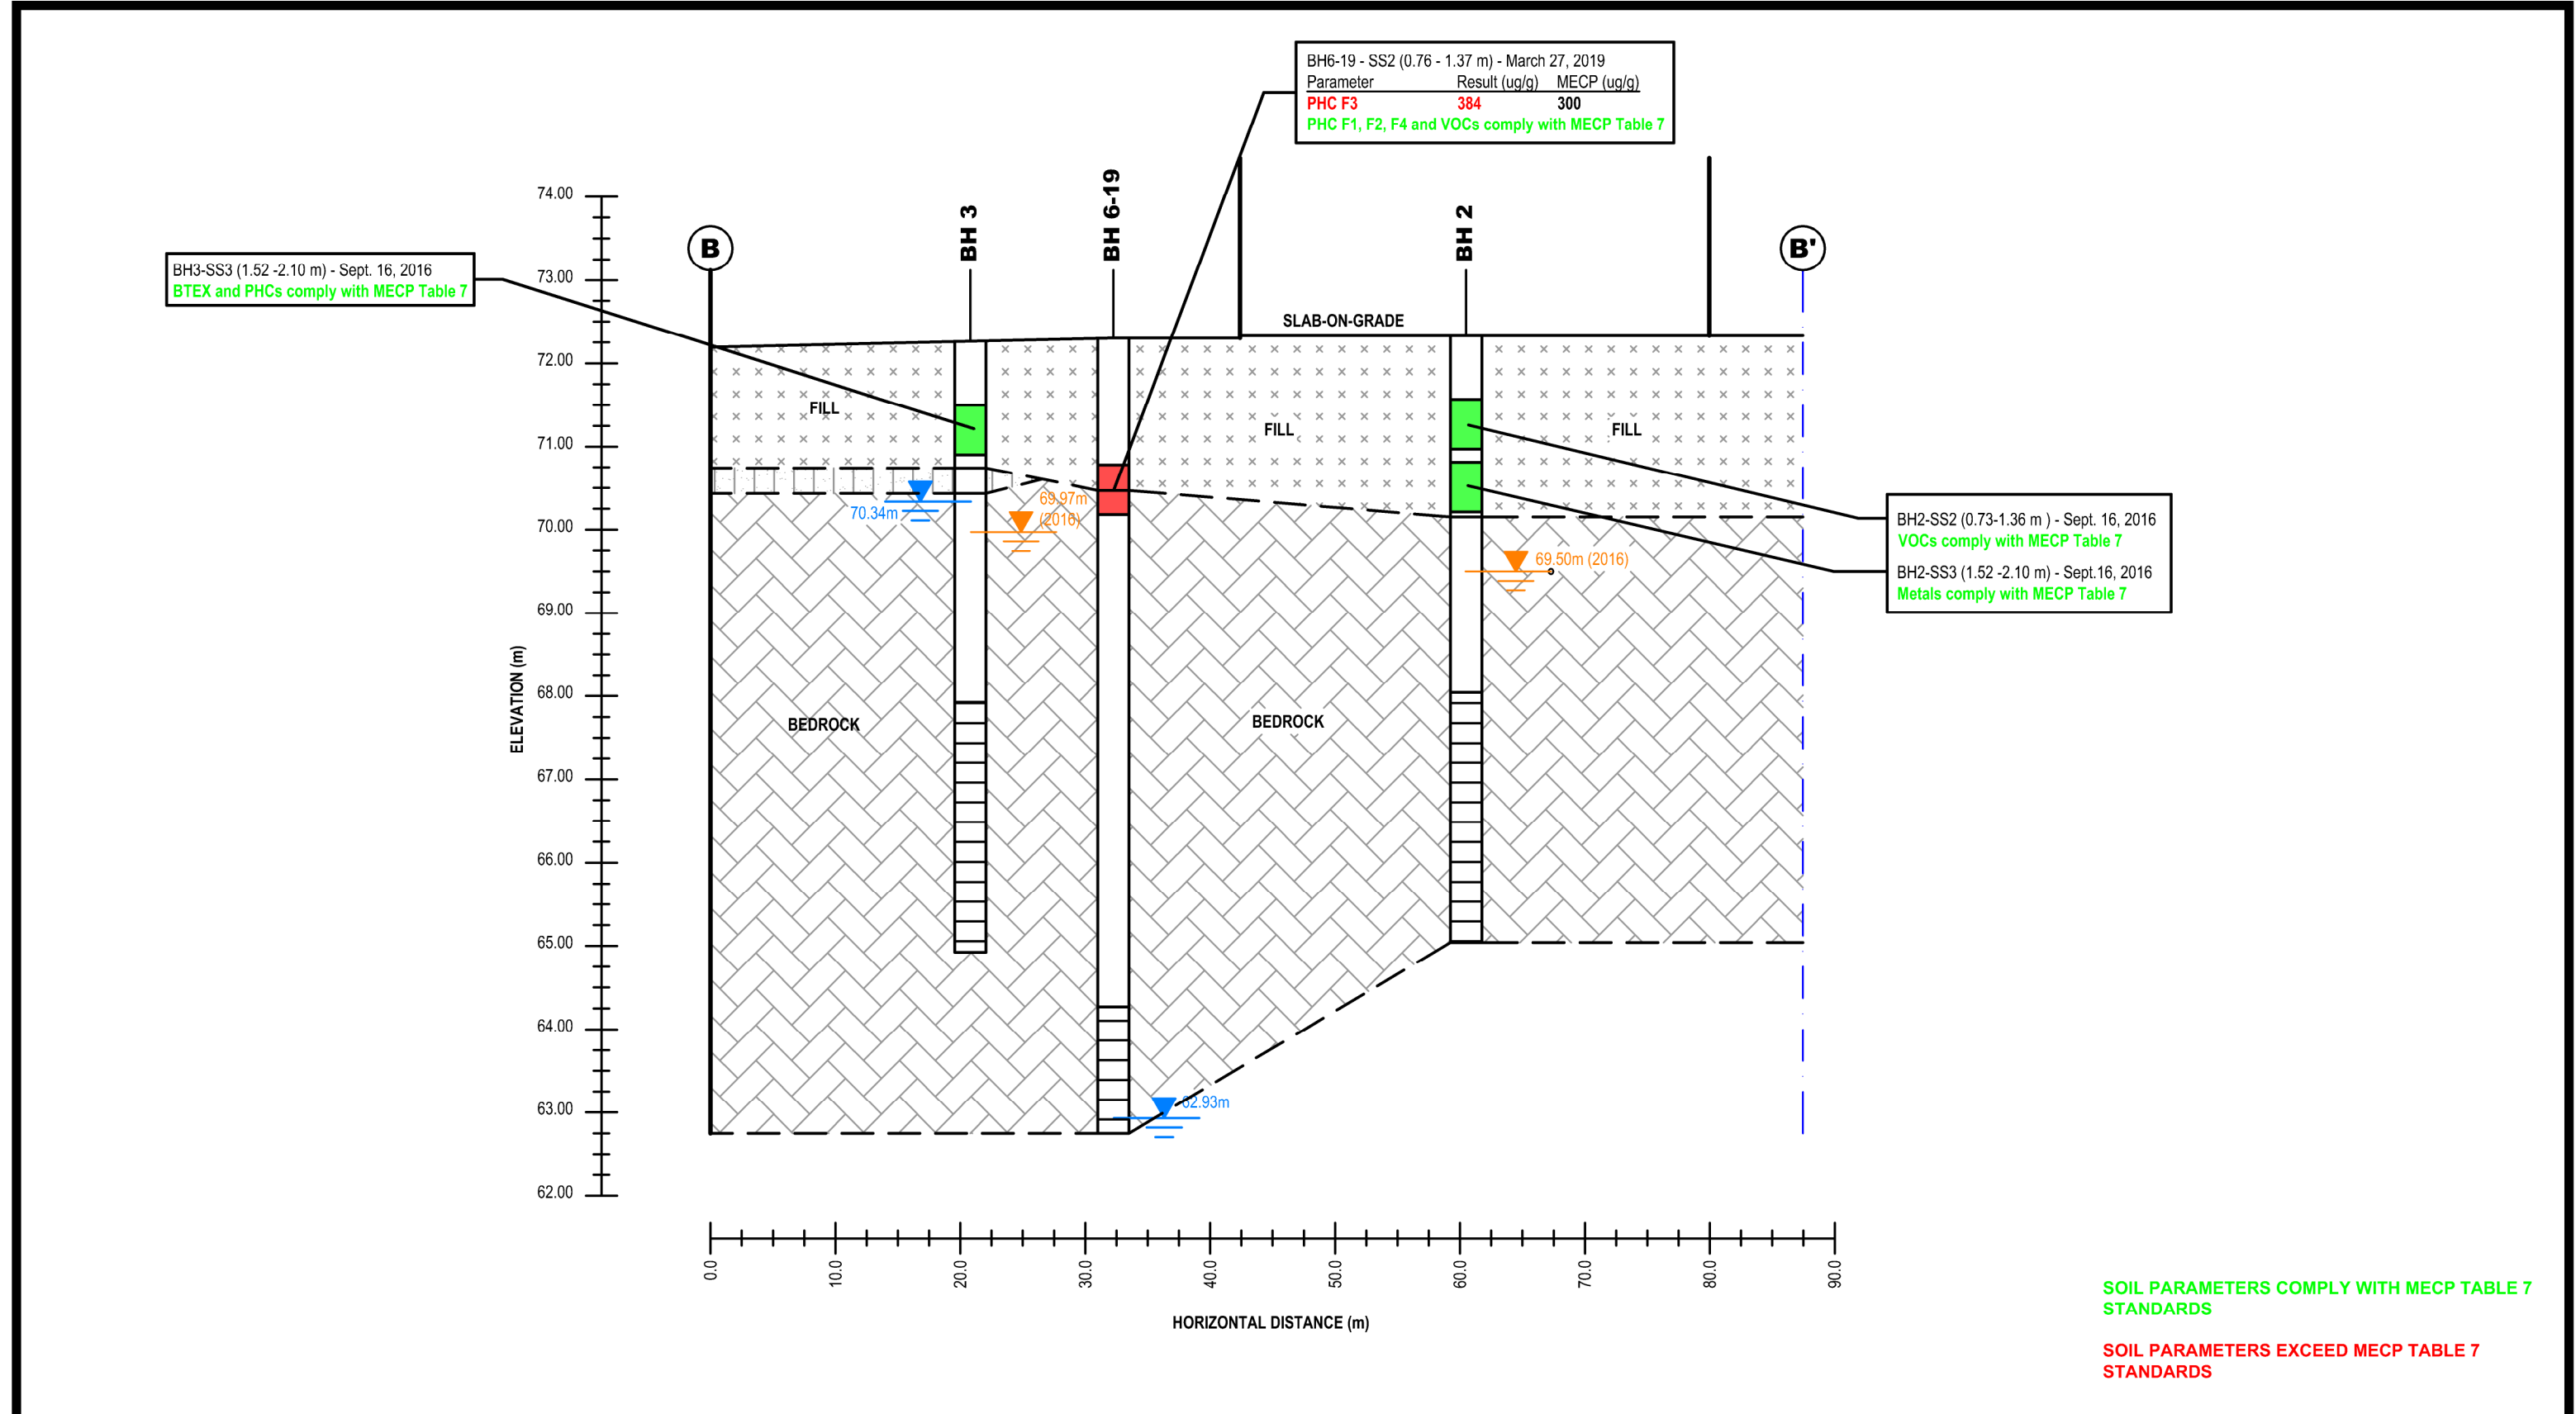 BH6-19 - SS2 (0.76 - 1.37 m) - March 27, 2019
Parameter Result (ug/g) MECP (ug/g)
PHC F3 384 300
PHC F1, F2, F4 and VOCs comply with MECP Table 7
BH3-SS3 (1.52 -2.10 m) - Sept. 16, 2016
BTEX and PHCs comply with MECP Table 7
B
BH 3
BH 6-19
BH 2
B'
SLAB-ON-GRADE
74.00
73.00
72.00
71.00
70.00
69.00
68.00
67.00
66.00
65.00
64.00
63.00
62.00
ELEVATION (m)
FILL
FILL
FILL
70.34m
69.97m
(2016)
69.50m (2016)
BH2-SS2 (0.73-1.36 m ) - Sept. 16, 2016
VOCs comply with MECP Table 7
BH2-SS3 (1.52 -2.10 m) - Sept.16, 2016
Metals comply with MECP Table 7
BEDROCK
BEDROCK
62.93m
0.0
10.0
20.0
30.0
40.0
50.0
60.0
70.0
80.0
90.0
HORIZONTAL DISTANCE (m)
SOIL PARAMETERS COMPLY WITH MECP TABLE 7
STANDARDS
SOIL PARAMETERS EXCEED MECP TABLE 7
STANDARDS